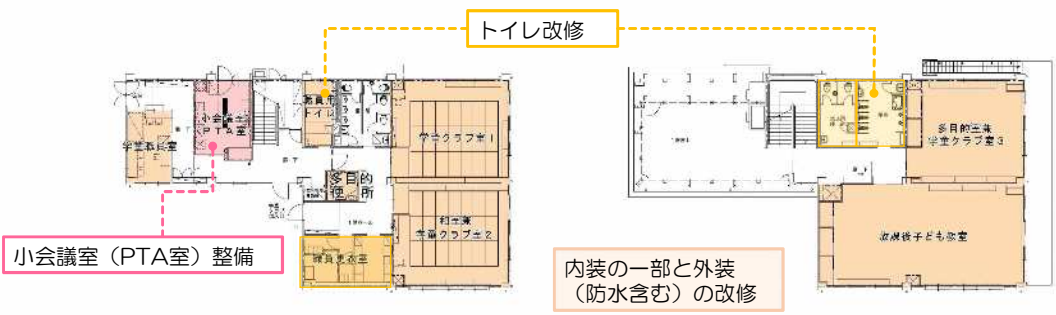 トイレ改修
職員用
トイレ
小会議室
PTA室
学童職員室
学童クラブ室1
多目的
便所
和室兼
学童クラブ室2
職員更衣室
多目的室兼
学童クラブ室3
放課後子ども教室
小会議室（PTA室）整備
内装の一部と外装
（防水含む）の改修